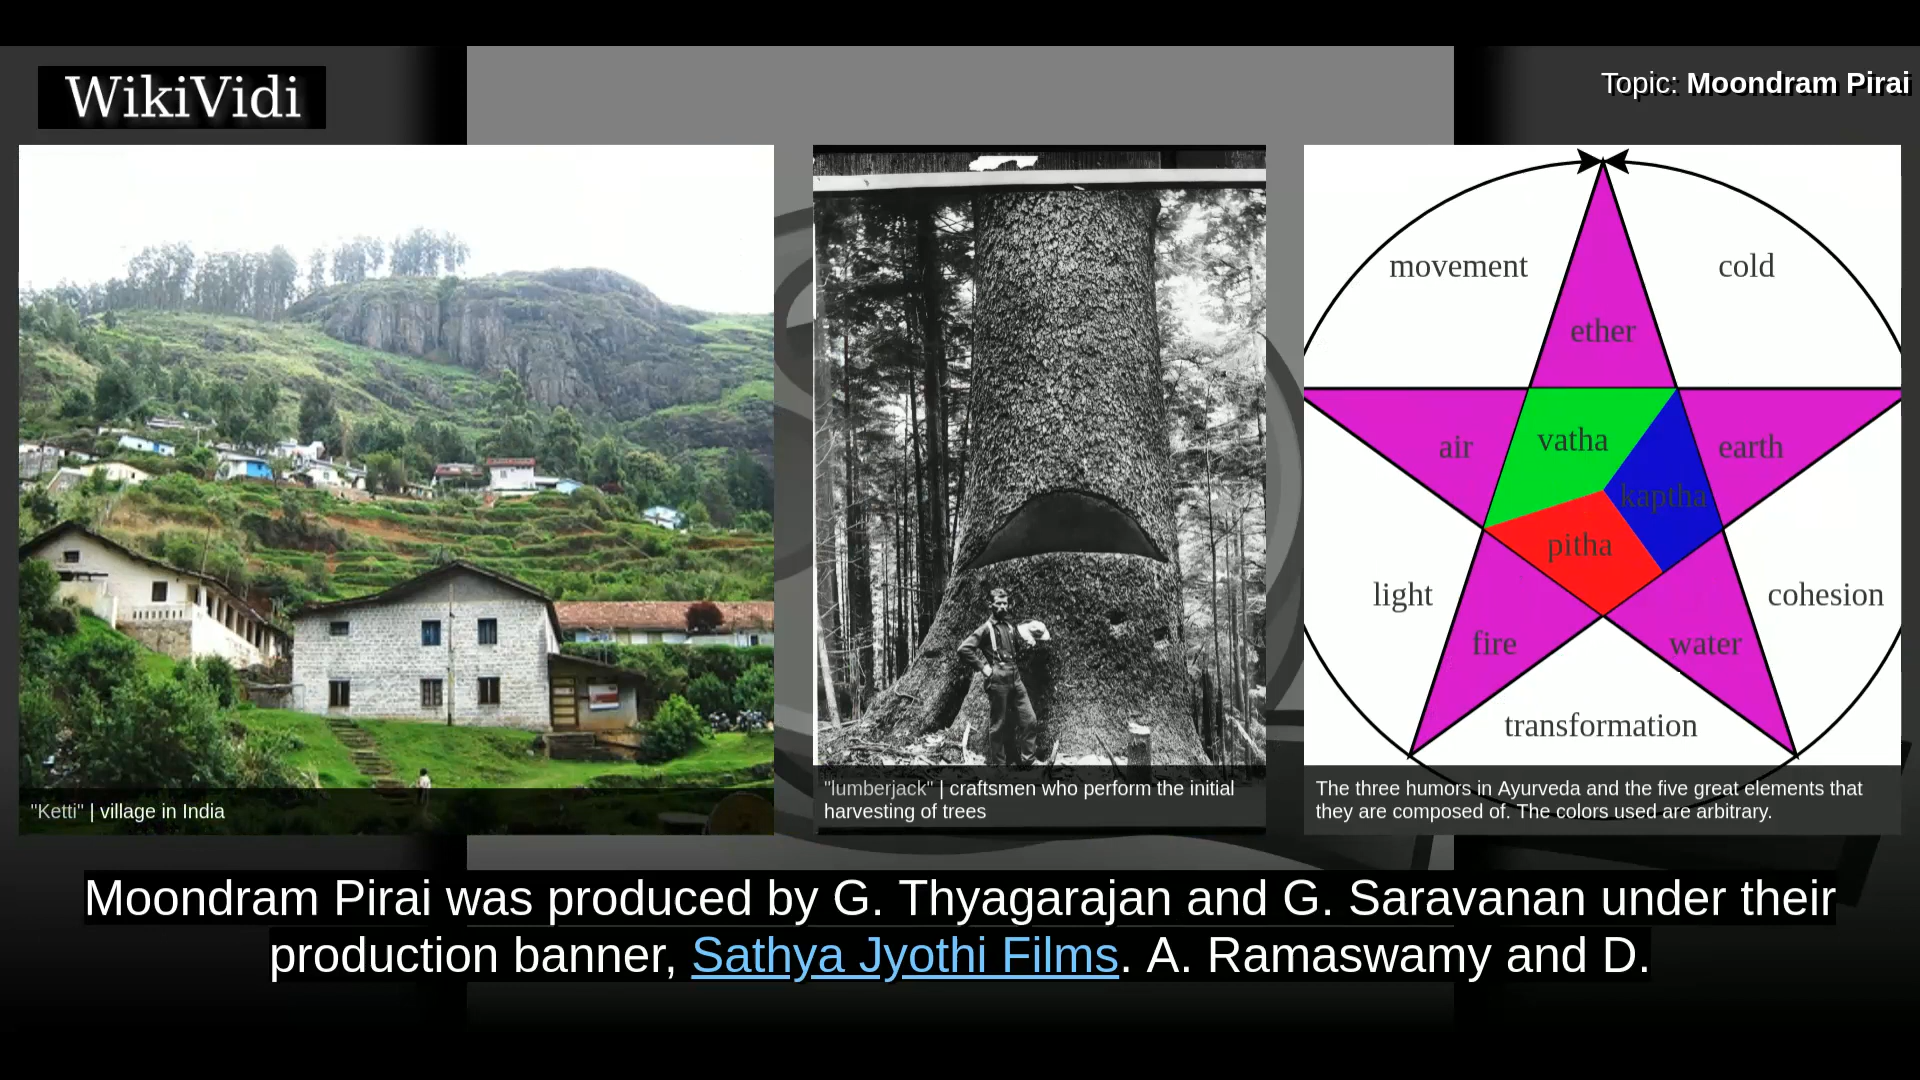 WikiVidi
Topic: Moondram Pirai
"Ketti" | village in India
"lumberjack" | craftsmen who perform the initial
harvesting of trees
movement
cold
ether
air
vatha
earth
kaptha
pitha
light
cohesion
fire
water
transformation
The three humors in Ayurveda and the five great elements that
they are composed of. The colors used are arbitrary.
Moondram Pirai was produced by G. Thyagarajan and G. Saravanan under their
production banner, Sathya Jyothi Films. A. Ramaswamy and D.